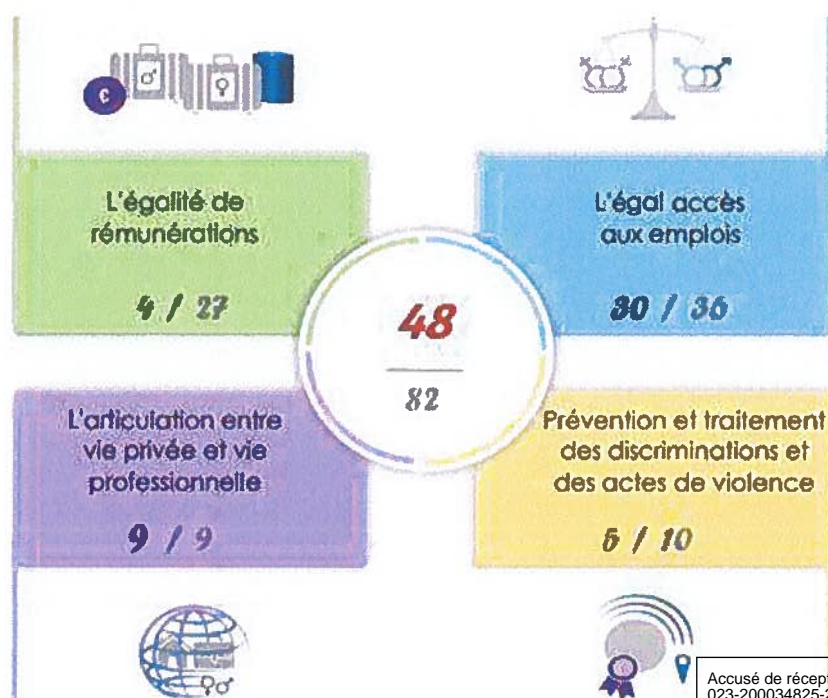 L'égalité de
rémunérations
4 / 27
L'égal accès
aux emplois
30 / 36
48
82
L'articulation entre
vie privée et vie
professionnelle
9 / 9
Prévention et traitement
des discriminations et
des actes de violence
5 / 10
Accusé de récept
023-200034825-2